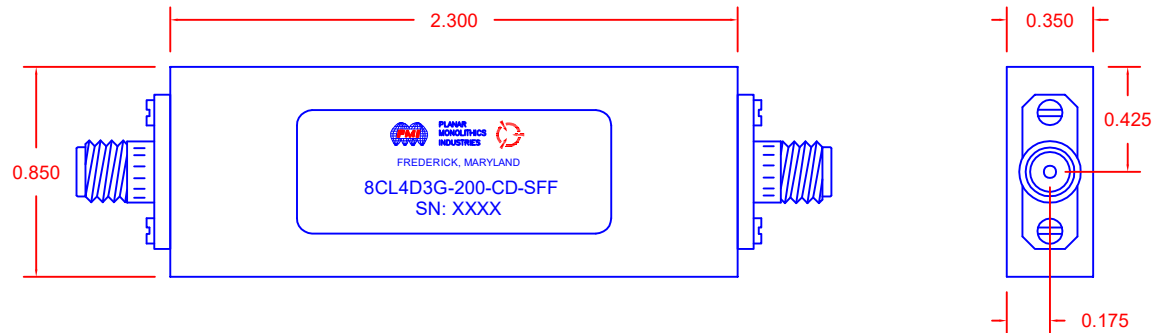 2.300
0.350
0.850
0.425
PMI
PLANAR
MONOLITHICS
INDUSTRIES
FREDERICK, MARYLAND
8CL4D3G-200-CD-SFF
SN: XXXX
0.175